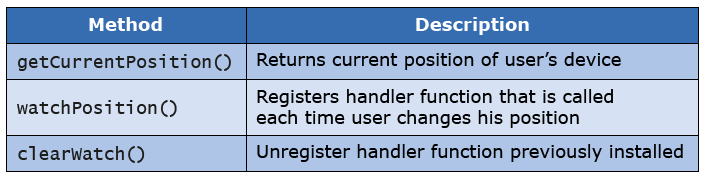 Method Description
getCurrentPosition() Returns current position of user’s device
watchPosition() Registers handler function that is called
each time user changes his position
clearWatch() Unregister handler function previously installed